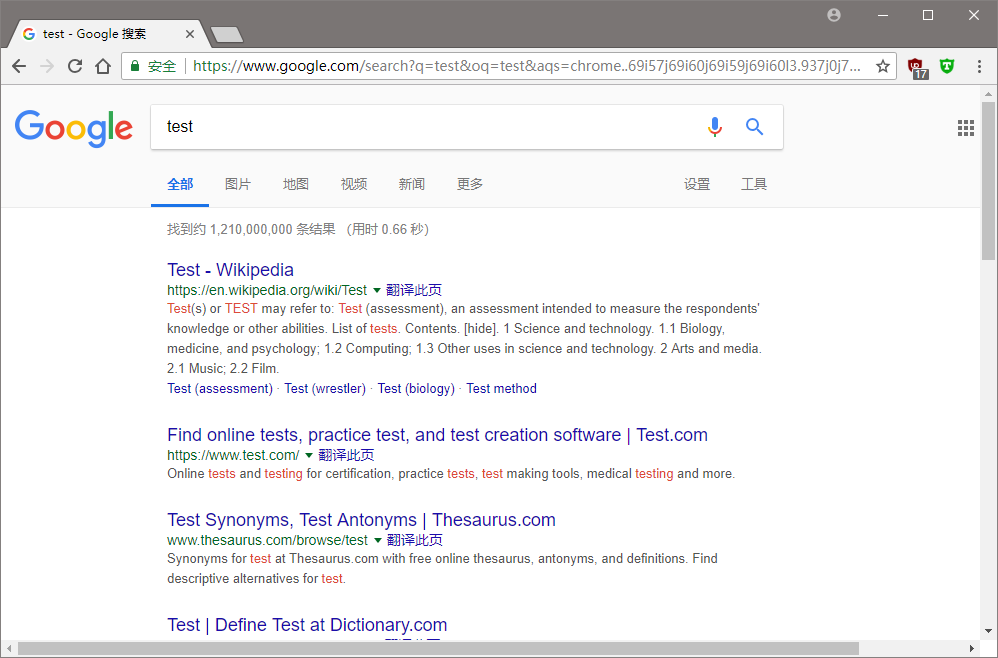 test - Google 搜索
安全 | https://www.google.com/search?q=test&oq=test&aqs=chrome..69i57j69i60j69i59j69i60l3.937j0j7...
17
Google
test
全部 图片 地图 视频 新闻 更多 设置 工具
找到约 1,210,000,000 条结果 （用时 0.66 秒）
Test - Wikipedia
https://en.wikipedia.org/wiki/Test 翻译此页
Test(s) or TEST may refer to: Test (assessment), an assessment intended to measure the respondents'
knowledge or other abilities. List of tests. Contents. [hide]. 1 Science and technology. 1.1 Biology,
medicine, and psychology; 1.2 Computing; 1.3 Other uses in science and technology. 2 Arts and media.
2.1 Music; 2.2 Film.
Test (assessment) · Test (wrestler) · Test (biology) · Test method
Find online tests, practice test, and test creation software | Test.com
https://www.test.com/ 翻译此页
Online tests and testing for certification, practice tests, test making tools, medical testing and more.
Test Synonyms, Test Antonyms | Thesaurus.com
www.thesaurus.com/browse/test 翻译此页
Synonyms for test at Thesaurus.com with free online thesaurus, antonyms, and definitions. Find
descriptive alternatives for test.
Test | Define Test at Dictionary.com